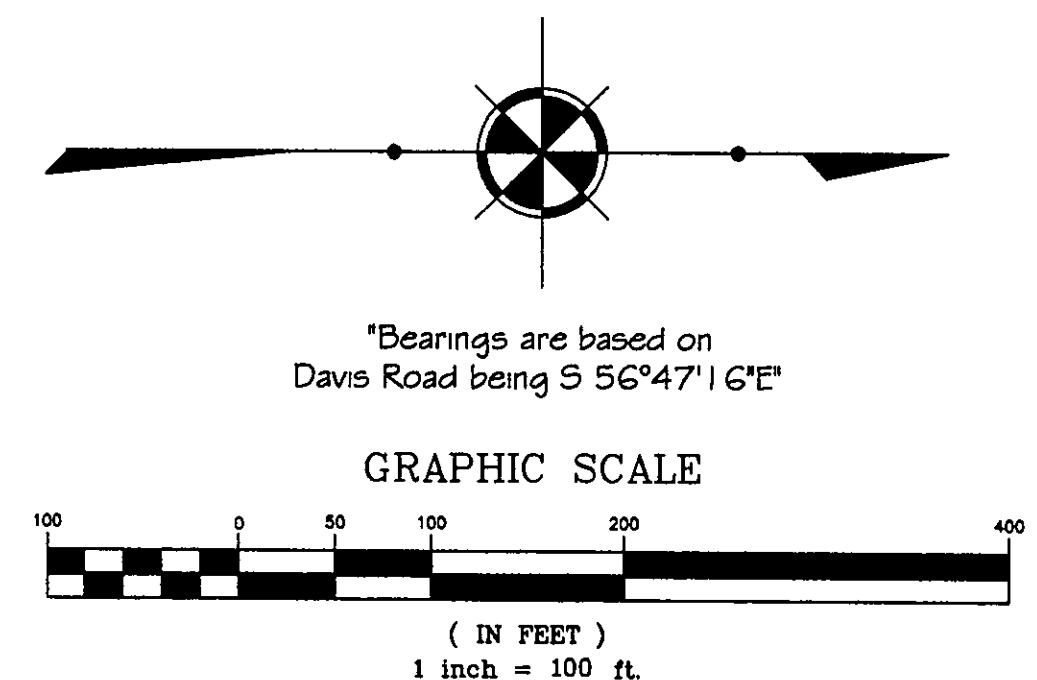 "Bearings are based on
Davis Road being S 56°47'16"E"
GRAPHIC SCALE
100 0 50 100 200 400
( IN FEET )
1 inch = 100 ft.